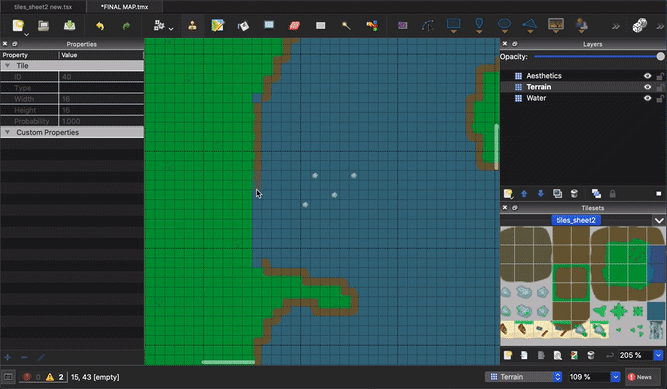 tiles_sheet2 new.tsx
*FINAL MAP.tmx
Properties
Property Value
Tile
ID 40
Type
Width 16
Height 16
Probability 1.000
Custom Properties
Layers
Opacity:
Aesthetics
Terrain
Water
Tilesets
tiles_sheet2
205 %
0 2 15, 43 [empty]
Terrain 109 % News